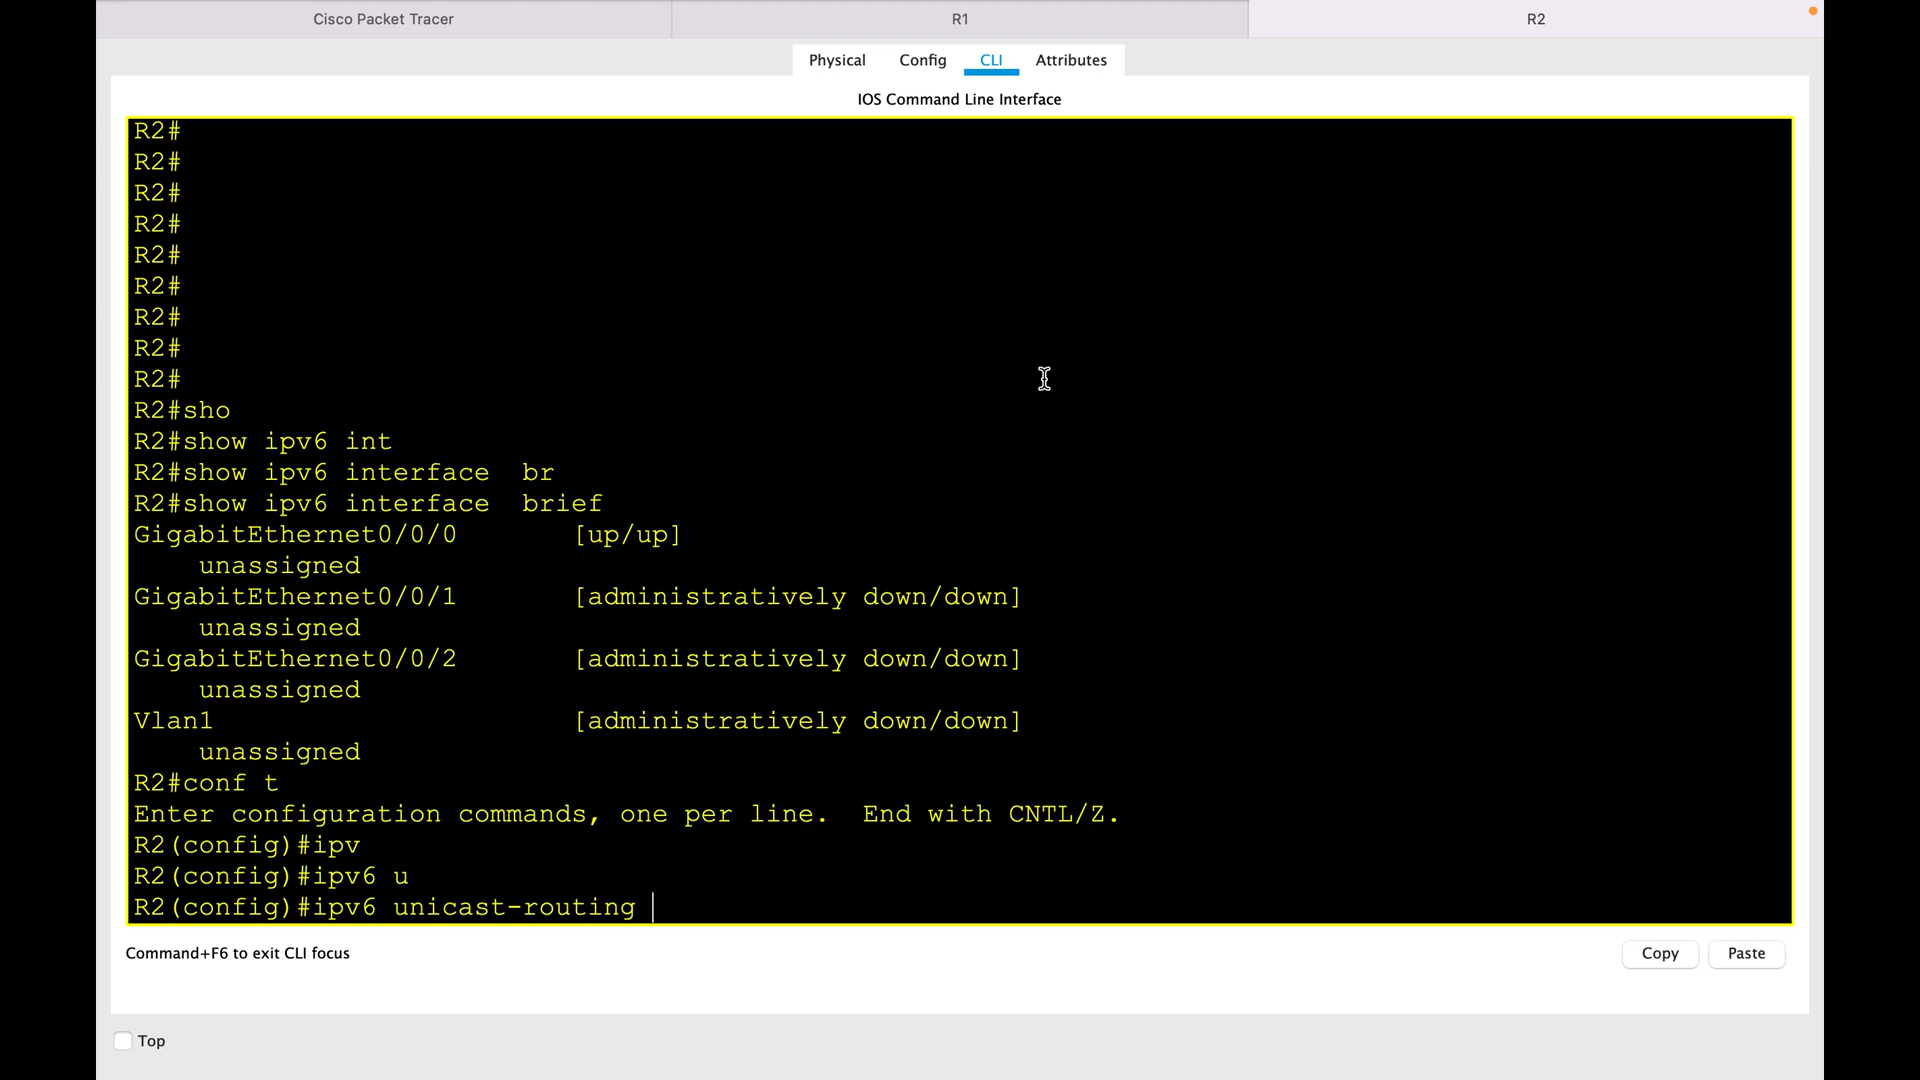 Cisco Packet Tracer
R1
R2
Physical
Config
CLI
Attributes
IOS Command Line Interface
R2#
R2#
R2#
R2#
R2#
R2#
R2#
R2#
R2#
R2#sho
R2#show ipv6 int
R2#show ipv6 interface  br
R2#show ipv6 interface  brief
GigabitEthernet0/0/0       [up/up]
    unassigned
GigabitEthernet0/0/1       [administratively down/down]
    unassigned
GigabitEthernet0/0/2       [administratively down/down]
    unassigned
Vlan1                      [administratively down/down]
    unassigned
R2#conf t
Enter configuration commands, one per line.  End with CNTL/Z.
R2(config)#ipv
R2(config)#ipv6 u
R2(config)#ipv6 unicast-routing
Command+F6 to exit CLI focus
Copy
Paste
Top